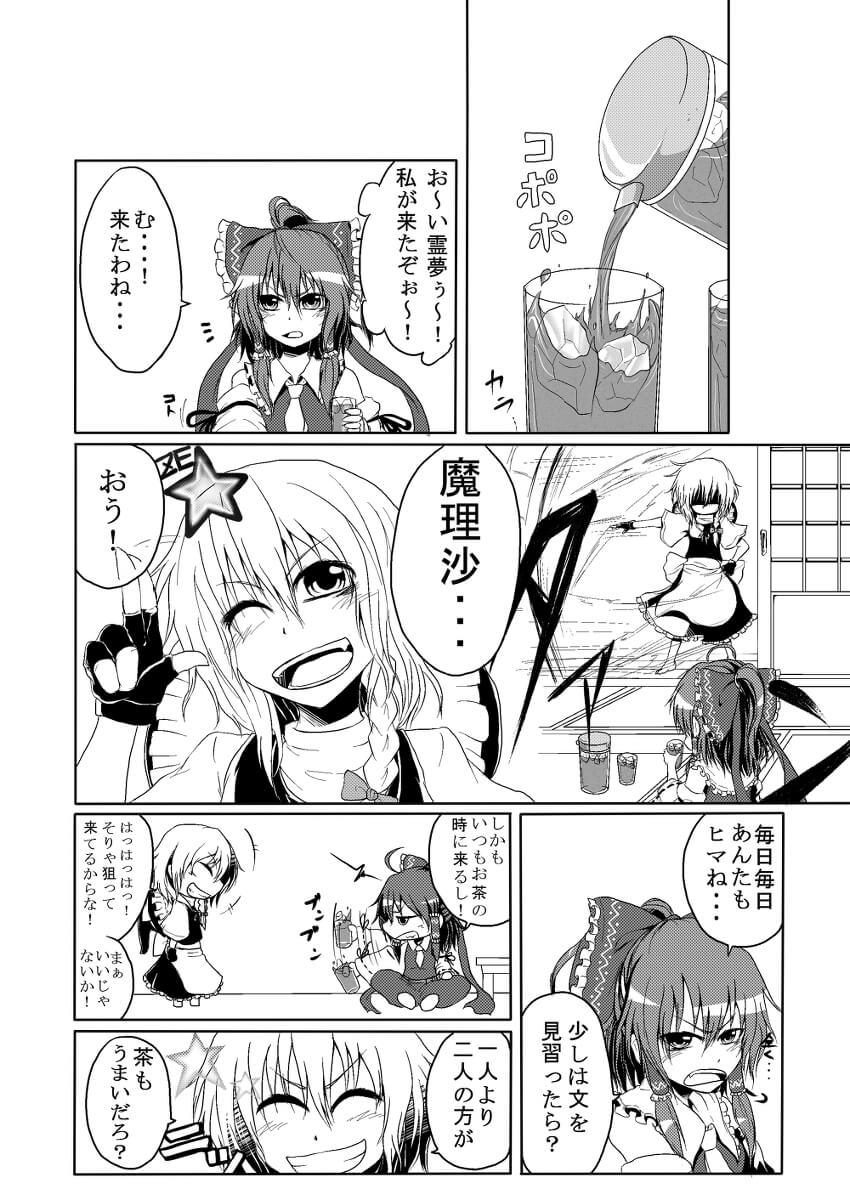 コポポ
カラ
お〜い霊夢ぅ〜！
私が来たぞぉ〜！
む・・・！
来たわね・・・
コト
魔理沙・・・
ZE
おう！
毎日毎日
あんたも
ヒマね・・・
少しは文を
見習ったら？
しかも
いつもお茶の
時に来るし！
ブンブン
はっはっはっ！
そりゃ狙って
来てるからな！
まぁ
いいじゃ
ないか！
一人より
二人の方が
茶も
うまいだろ？